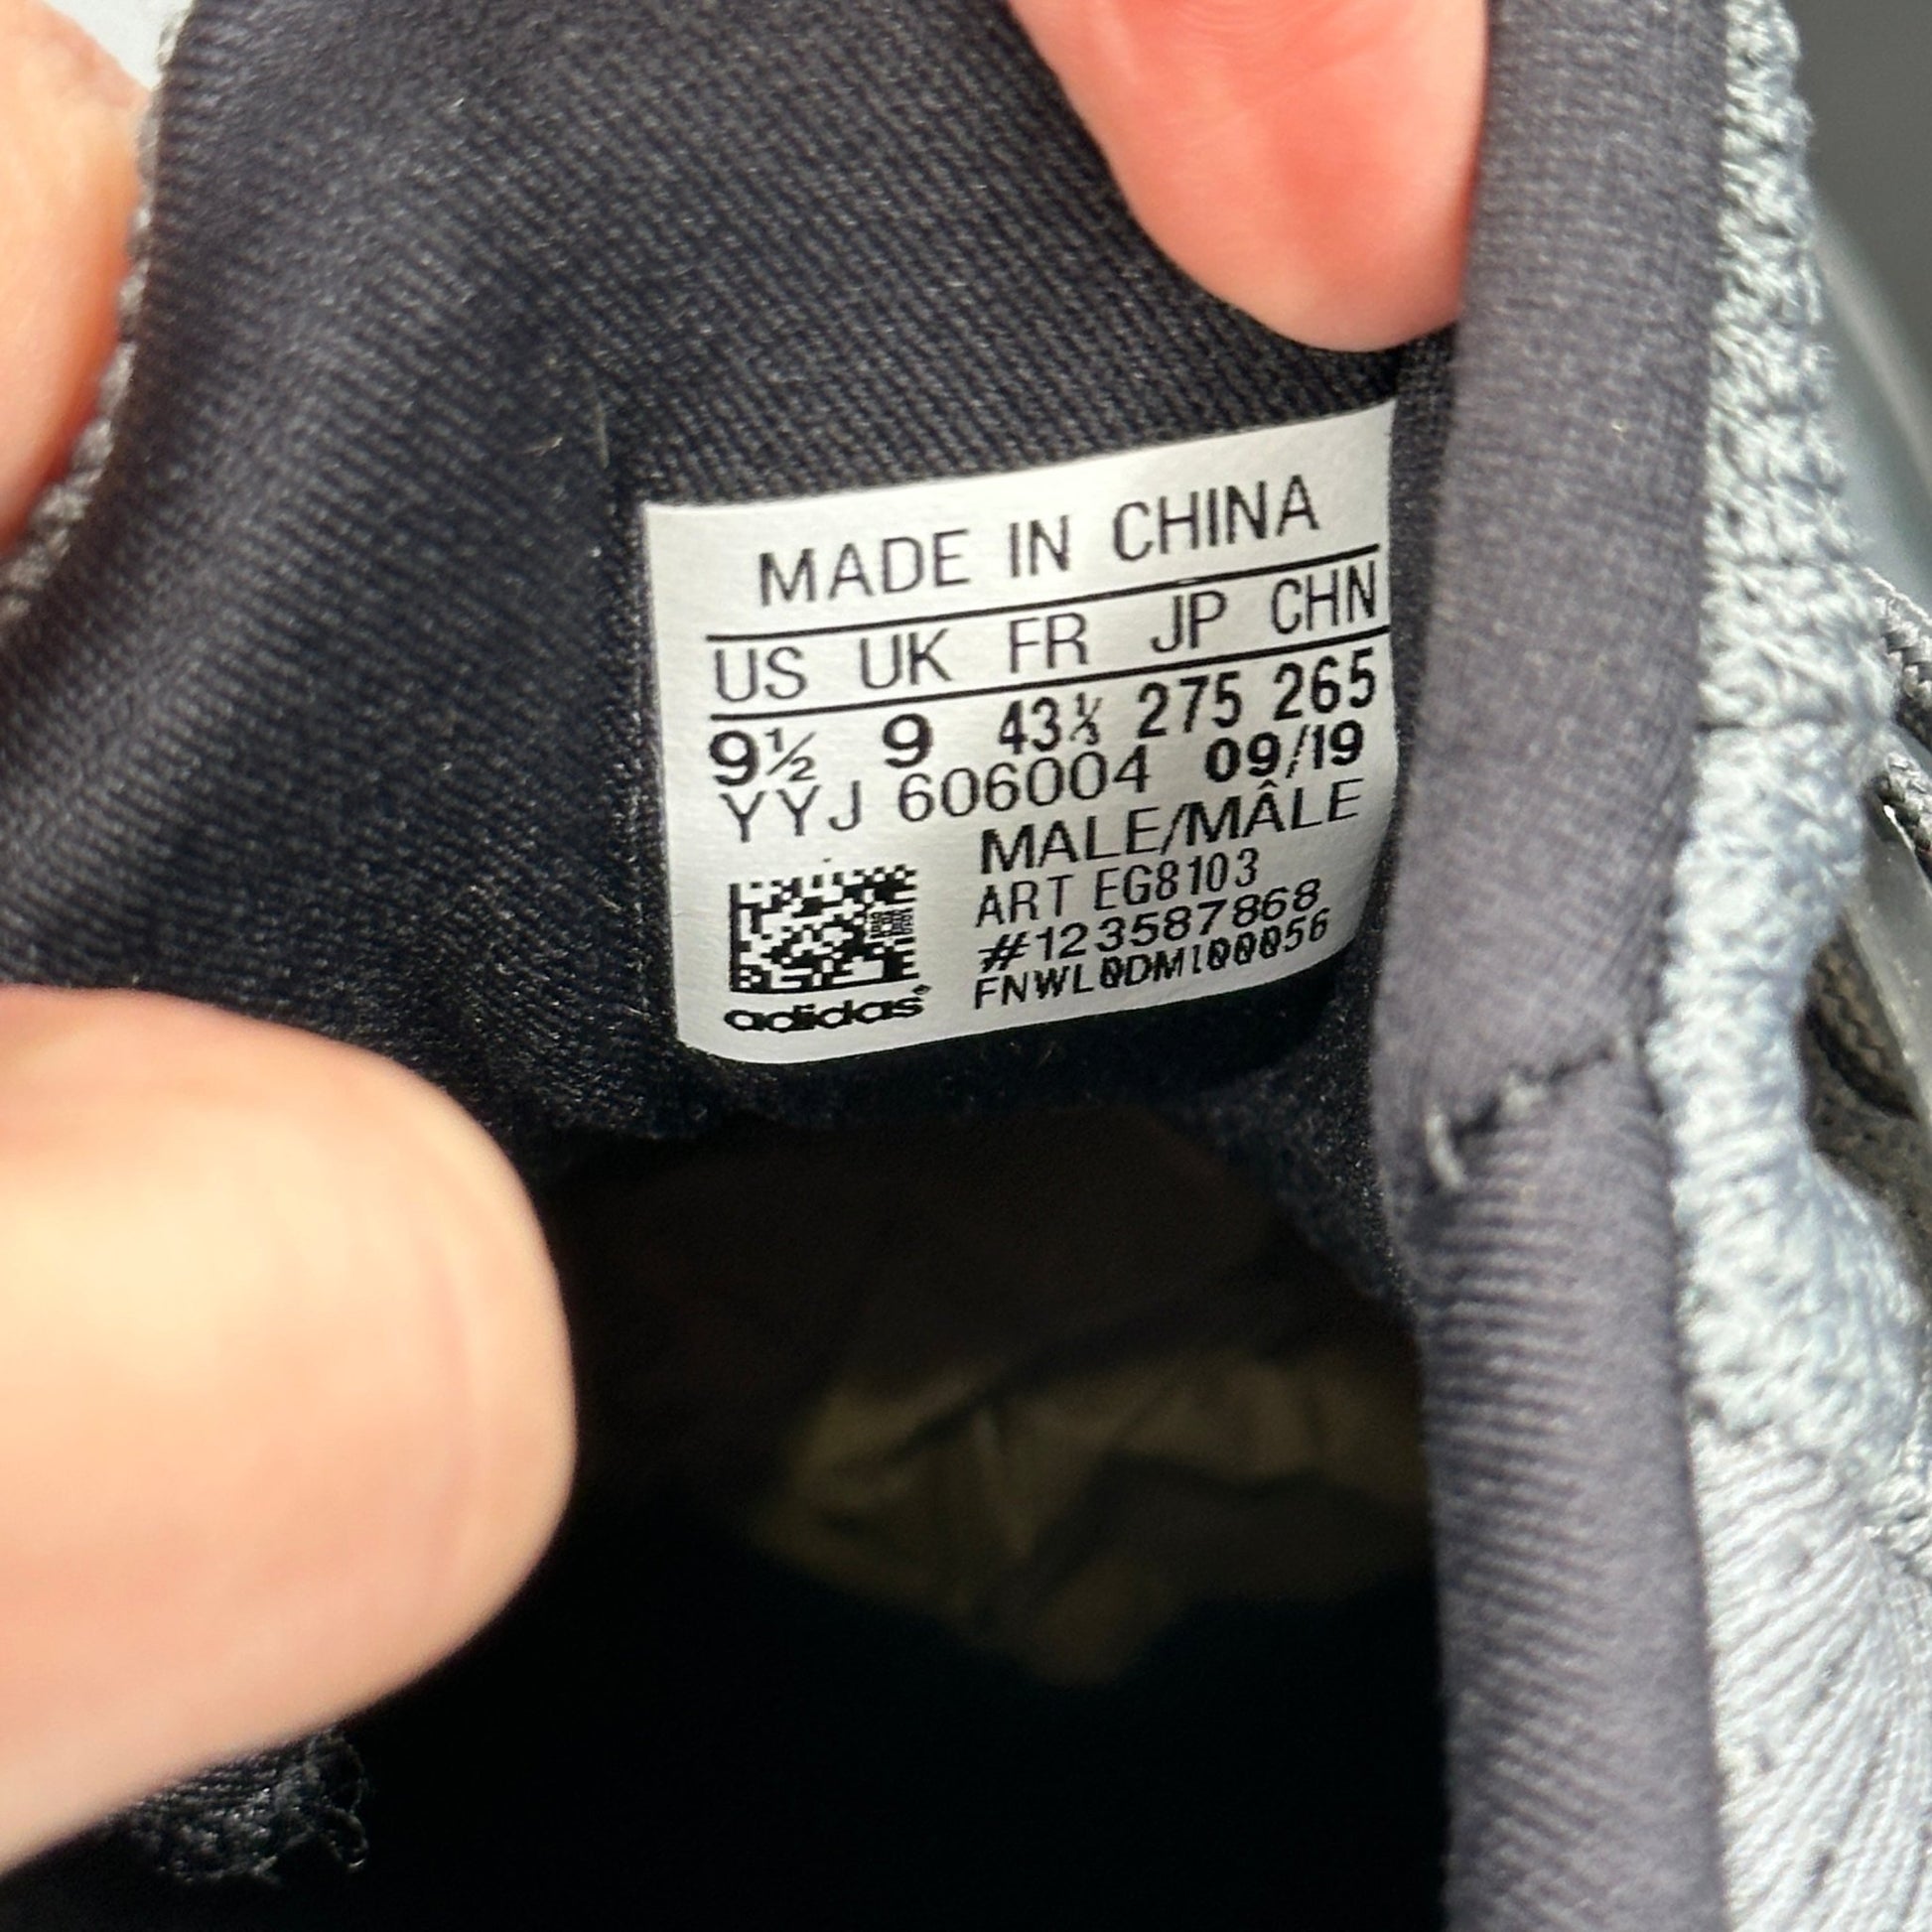 MADE IN CHINA
US UK FR JP CHN
9½ 9 43⅓ 275 265
YYJ 606004 09/19
MALE/MÂLE
ART EG8103
#123587868
FNWL0DM100056
adidas